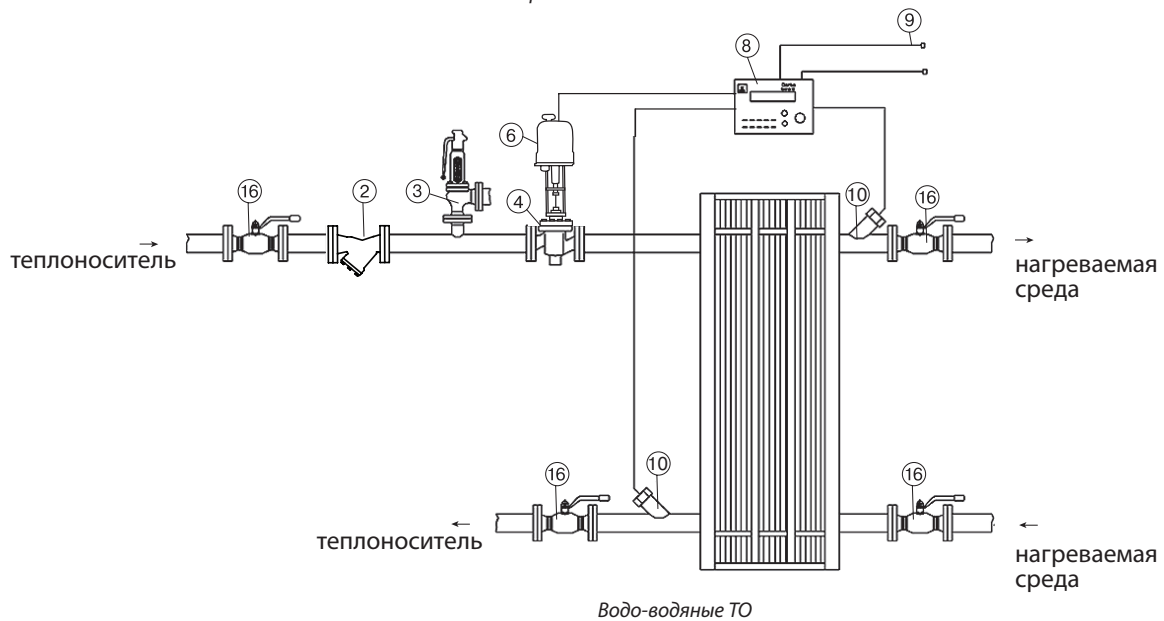 9
8
6
10
16
2
3
4
16
теплоноситель
нагреваемая
среда
10
16
16
теплоноситель
нагреваемая
среда
Водо-водяные ТО